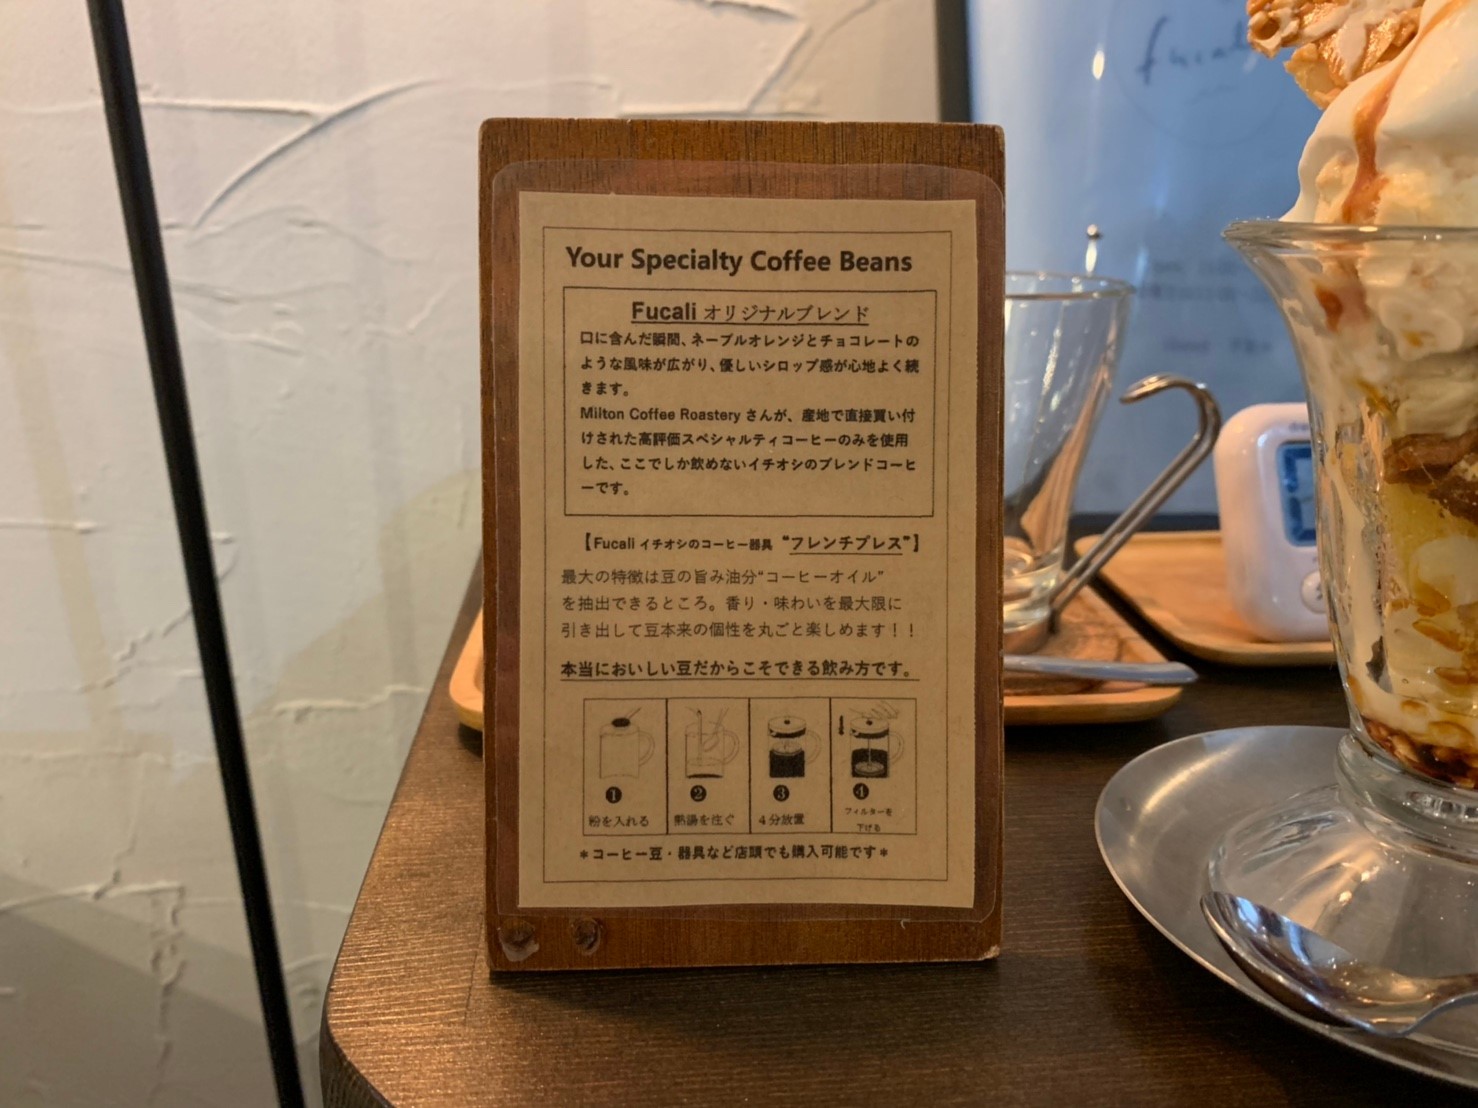 fucali
Your Specialty Coffee Beans
Fucali オリジナルブレンド
口に含んだ瞬間、ネーブルオレンジとチョコレートの
ような風味が広がり、優しいシロップ感が心地よく続
きます。
Milton Coffee Roastery さんが、産地で直接買い付
けされた高評価スペシャルティコーヒーのみを使用
した、ここでしか飲めないイチオシのブレンドコーヒ
ーです。
【Fucali イチオシのコーヒー器具 “フレンチプレス”】
最大の特徴は豆の旨み油分“コーヒーオイル”
を抽出できるところ。香り・味わいを最大限に
引き出して豆本来の個性を丸ごと楽しめます！！
本当においしい豆だからこそできる飲み方です。
❶
粉を入れる
❷
熱湯を注ぐ
❸
4分放置
❹
フィルターを
下げる
＊コーヒー豆・器具など店頭でも購入可能です＊